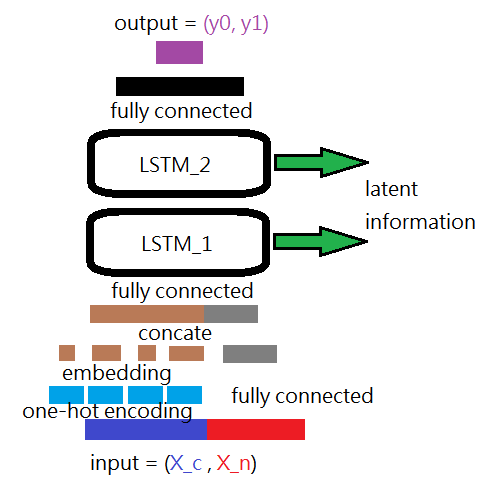 output = (y0, y1)
fully connected
LSTM_2
latent
information
LSTM_1
fully connected
concate
embedding
fully connected
one-hot encoding
input = (X_c , X_n)